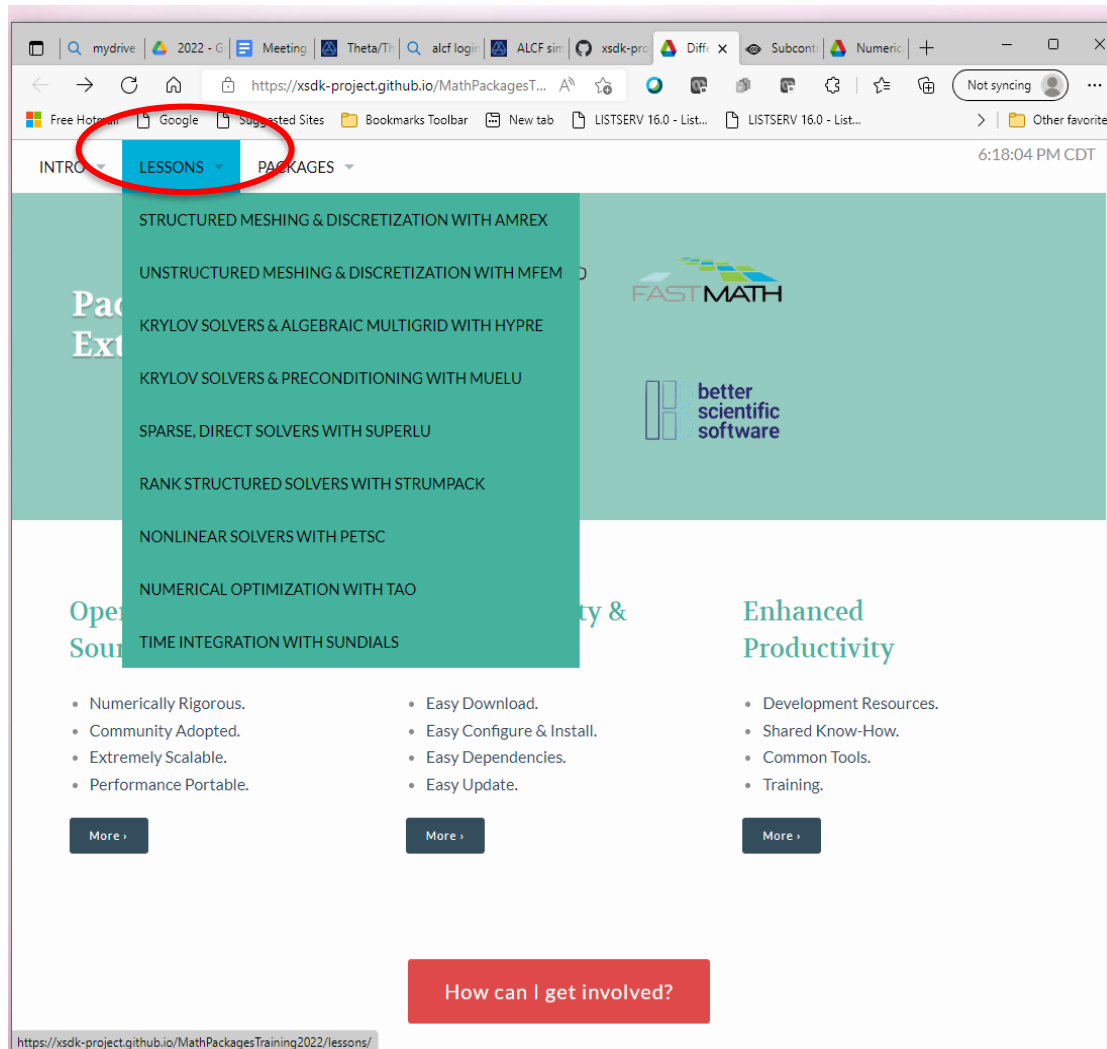 mydrive
2022 - G
Meeting
Theta/Th
alcf login
ALCF sim
xsdk-pro
Diffe
Subcont
Numeric
https://xsdk-project.github.io/MathPackagesT...
Not syncing
Free Hotmail
Google
Suggested Sites
Bookmarks Toolbar
New tab
LISTSERV 16.0 - List...
LISTSERV 16.0 - List...
Other favorite
INTRO
LESSONS
PACKAGES
6:18:04 PM CDT
STRUCTURED MESHING & DISCRETIZATION WITH AMREX
UNSTRUCTURED MESHING & DISCRETIZATION WITH MFEM
KRYLOV SOLVERS & ALGEBRAIC MULTIGRID WITH HYPRE
KRYLOV SOLVERS & PRECONDITIONING WITH MUELU
SPARSE, DIRECT SOLVERS WITH SUPERLU
RANK STRUCTURED SOLVERS WITH STRUMPACK
NONLINEAR SOLVERS WITH PETSC
NUMERICAL OPTIMIZATION WITH TAO
TIME INTEGRATION WITH SUNDIALS
Pac
Ext
FASTMATH
better
scientific
software
Oper
Sour
ty &
Enhanced
Productivity
Numerically Rigorous.
Community Adopted.
Extremely Scalable.
Performance Portable.
More ›
Easy Download.
Easy Configure & Install.
Easy Dependencies.
Easy Update.
More ›
Development Resources.
Shared Know-How.
Common Tools.
Training.
More ›
How can I get involved?
https://xsdk-project.github.io/MathPackagesTraining2022/lessons/